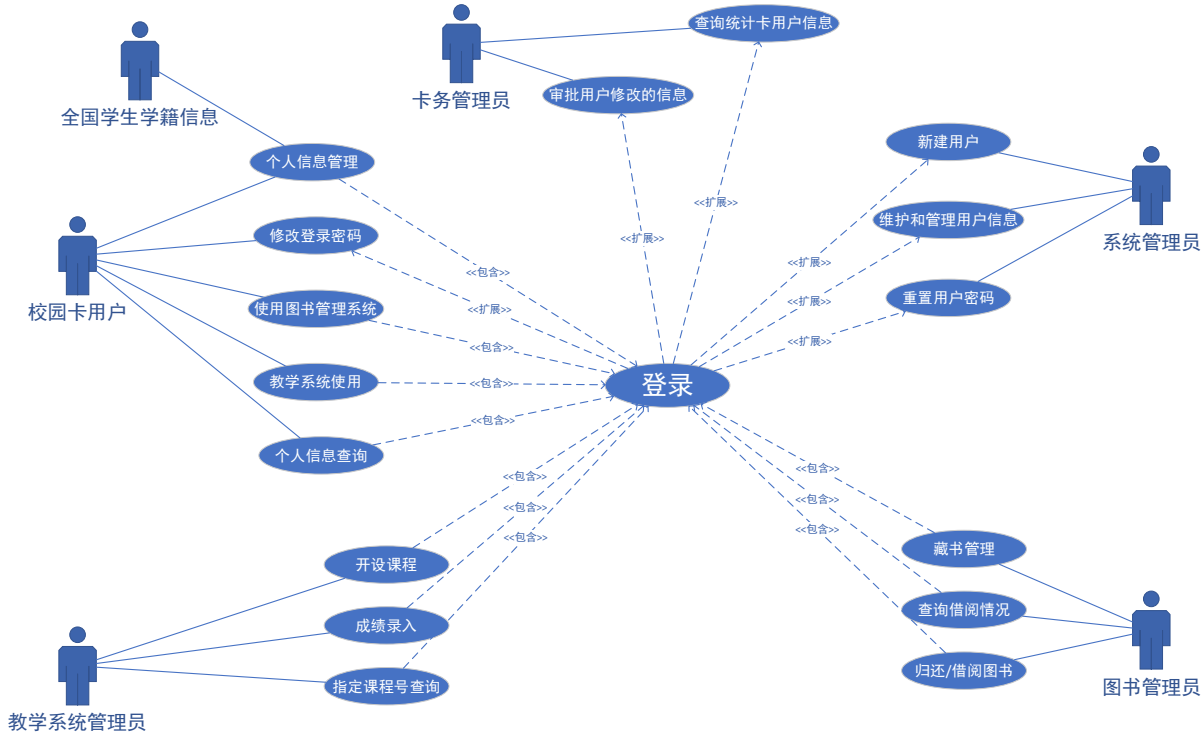 查询统计卡用户信息
卡务管理员
审批用户修改的信息
全国学生学籍信息
新建用户
个人信息管理
<<扩展>>
维护和管理用户信息
修改登录密码
<<扩展>>
系统管理员
<<扩展>>
<<包含>>
重置用户密码
<<扩展>>
使用图书管理系统
<<扩展>>
校园卡用户
<<扩展>>
<<包含>>
教学系统使用
<<包含>>
登录
<<包含>>
个人信息查询
<<包含>>
<<包含>>
<<包含>>
<<包含>>
<<包含>>
<<包含>>
藏书管理
开设课程
查询借阅情况
成绩录入
归还/借阅图书
指定课程号查询
图书管理员
教学系统管理员